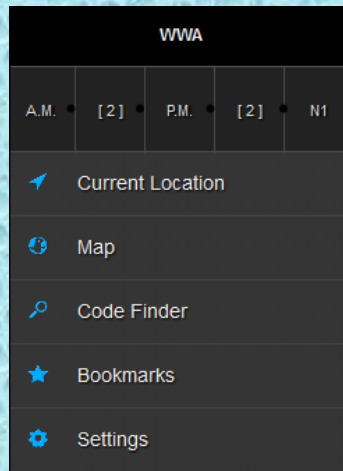 WWA
A.M. [ 2 ] P.M. [ 2 ] N1
Current Location
Map
Code Finder
Bookmarks
Settings